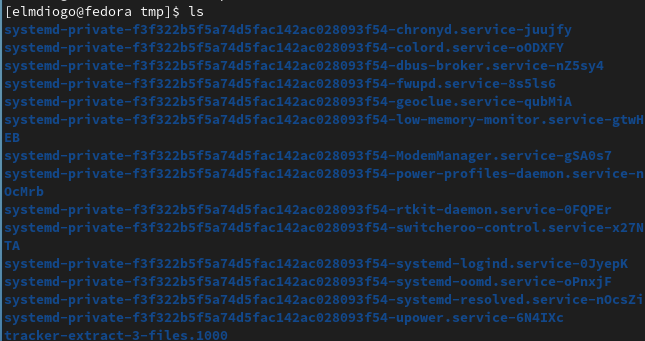 [elmdiogo@fedora tmp]$ ls
systemd-private-f3f322b5f5a74d5fac142ac028093f54-chronyd.service-juujfy
systemd-private-f3f322b5f5a74d5fac142ac028093f54-colord.service-oODXFY
systemd-private-f3f322b5f5a74d5fac142ac028093f54-dbus-broker.service-nZ5sy4
systemd-private-f3f322b5f5a74d5fac142ac028093f54-fwupd.service-8s5ls6
systemd-private-f3f322b5f5a74d5fac142ac028093f54-geoclue.service-qubMiA
systemd-private-f3f322b5f5a74d5fac142ac028093f54-low-memory-monitor.service-gtwH
EB
systemd-private-f3f322b5f5a74d5fac142ac028093f54-ModemManager.service-gSA0s7
systemd-private-f3f322b5f5a74d5fac142ac028093f54-power-profiles-daemon.service-n
OcMrb
systemd-private-f3f322b5f5a74d5fac142ac028093f54-rtkit-daemon.service-0FQPEr
systemd-private-f3f322b5f5a74d5fac142ac028093f54-switcheroo-control.service-x27N
TA
systemd-private-f3f322b5f5a74d5fac142ac028093f54-systemd-logind.service-0JyepK
systemd-private-f3f322b5f5a74d5fac142ac028093f54-systemd-oomd.service-oPnxjF
systemd-private-f3f322b5f5a74d5fac142ac028093f54-systemd-resolved.service-nOcsZi
systemd-private-f3f322b5f5a74d5fac142ac028093f54-upower.service-6N4IXc
tracker-extract-3-files.1000